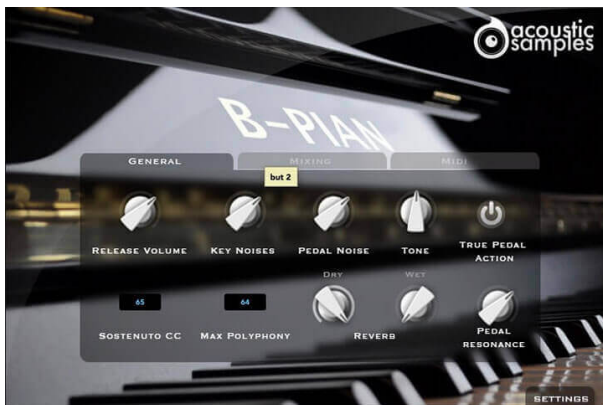 acoustic
samples
B-PIAN
GENERAL MIXING MIDI
but 2
RELEASE VOLUME KEY NOISES PEDAL NOISE TONE TRUE PEDAL
ACTION
DRY WET
65 64
SOSTENUTO CC MAX POLYPHONY REVERB PEDAL
RESONANCE
SETTINGS